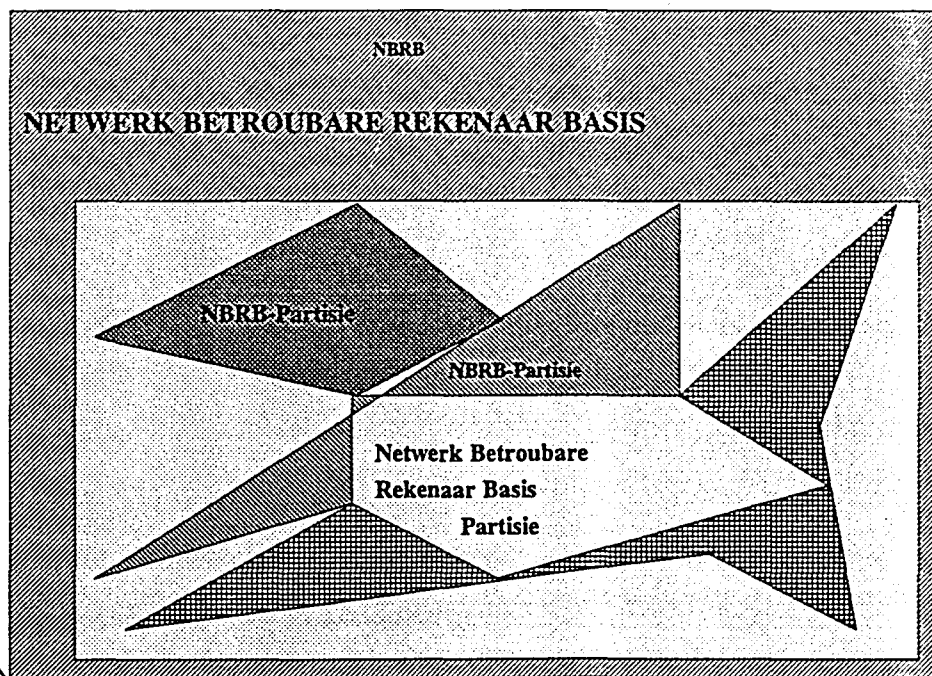 NBRB
NETWERK BETROUBARE REKENAAR BASIS
NBRB-Partisie
NBRB-Partisie
Netwerk Betroubare
Rekenaar Basis
Partisie